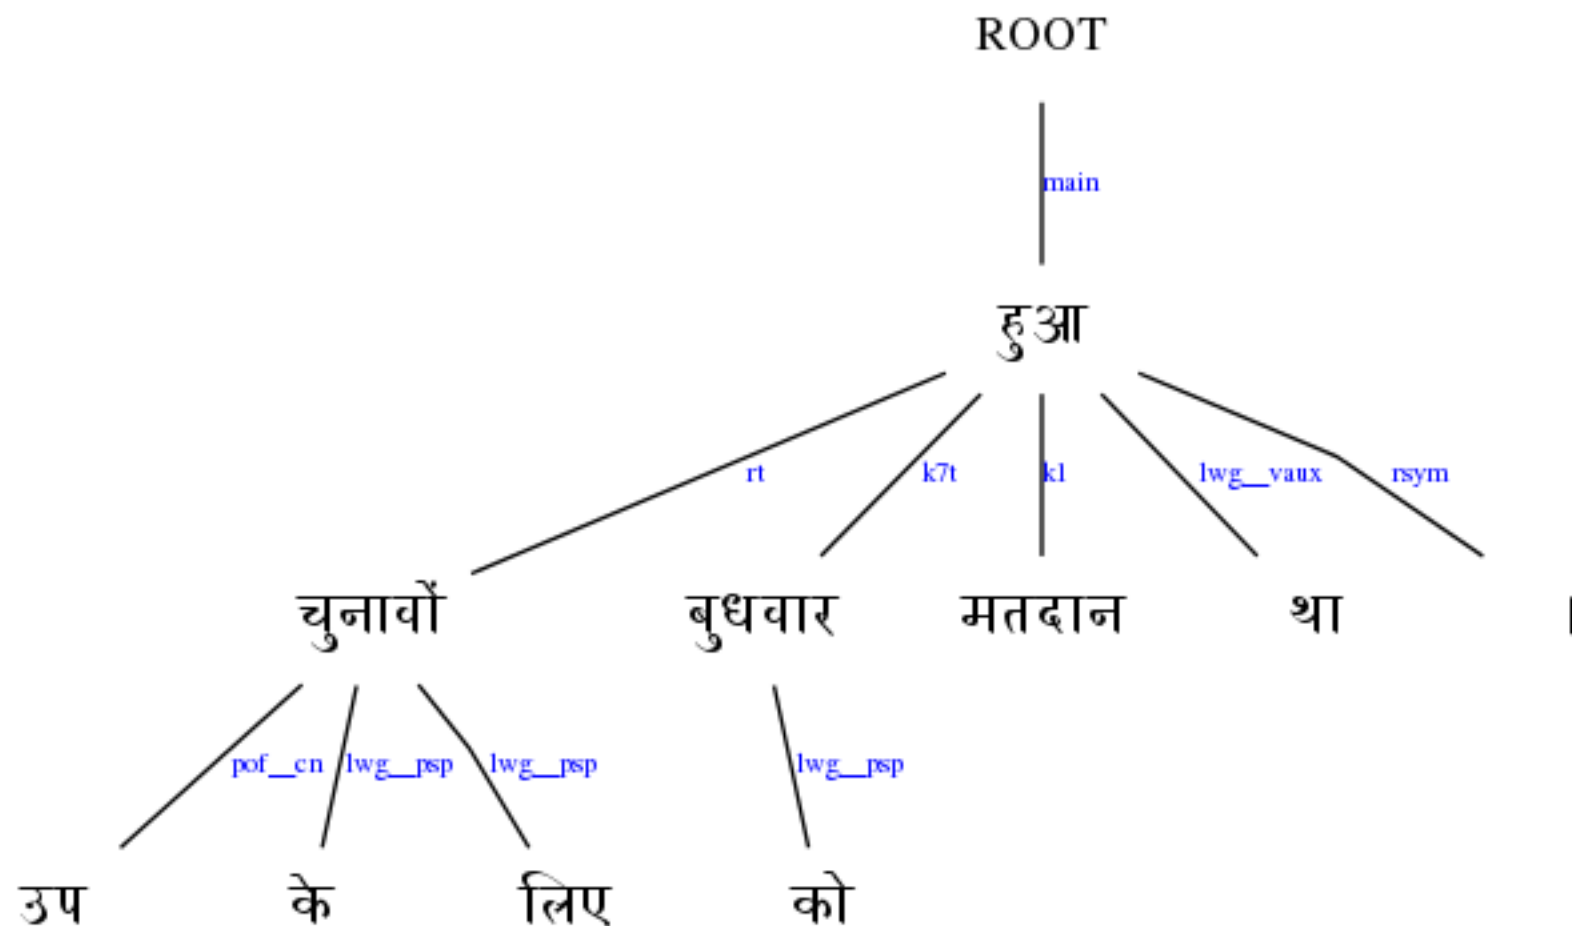 ROOT
main
हुआ
rt k7t k1 lwg__vaux rsym
चुनावों बुधवार मतदान था ।
pof__cn lwg__psp lwg__psp lwg__psp
उप के लिए को